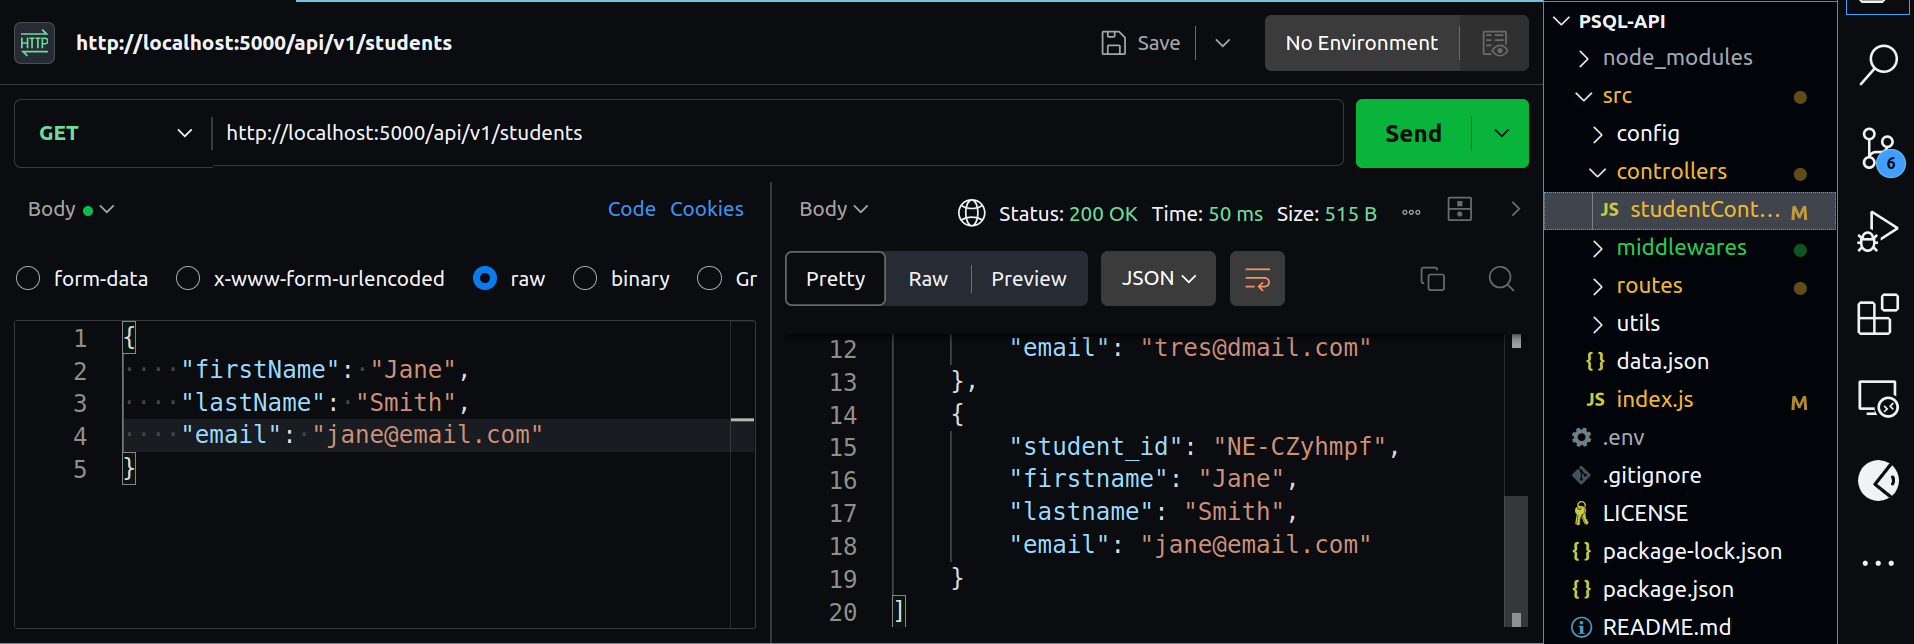 HTTP http://localhost:5000/api/v1/students Save No Environment
GET http://localhost:5000/api/v1/students Send
Body Code Cookies
form-data x-www-form-urlencoded raw binary Gr
1 {
2 "firstName": "Jane",
3 "lastName": "Smith",
4 "email": "jane@email.com"
5 }
Body Status: 200 OK Time: 50 ms Size: 515 B
Pretty Raw Preview JSON
12 "email": "tres@dmail.com"
13 },
14 {
15 "student_id": "NE-CZyhmpf",
16 "firstname": "Jane",
17 "lastname": "Smith",
18 "email": "jane@email.com"
19 }
20 ]
PSQL-API
node_modules
src
config
controllers
JS studentCont... M
middlewares
routes
utils
{} data.json
JS index.js M
.env
.gitignore
LICENSE
{} package-lock.json
{} package.json
README.md
6